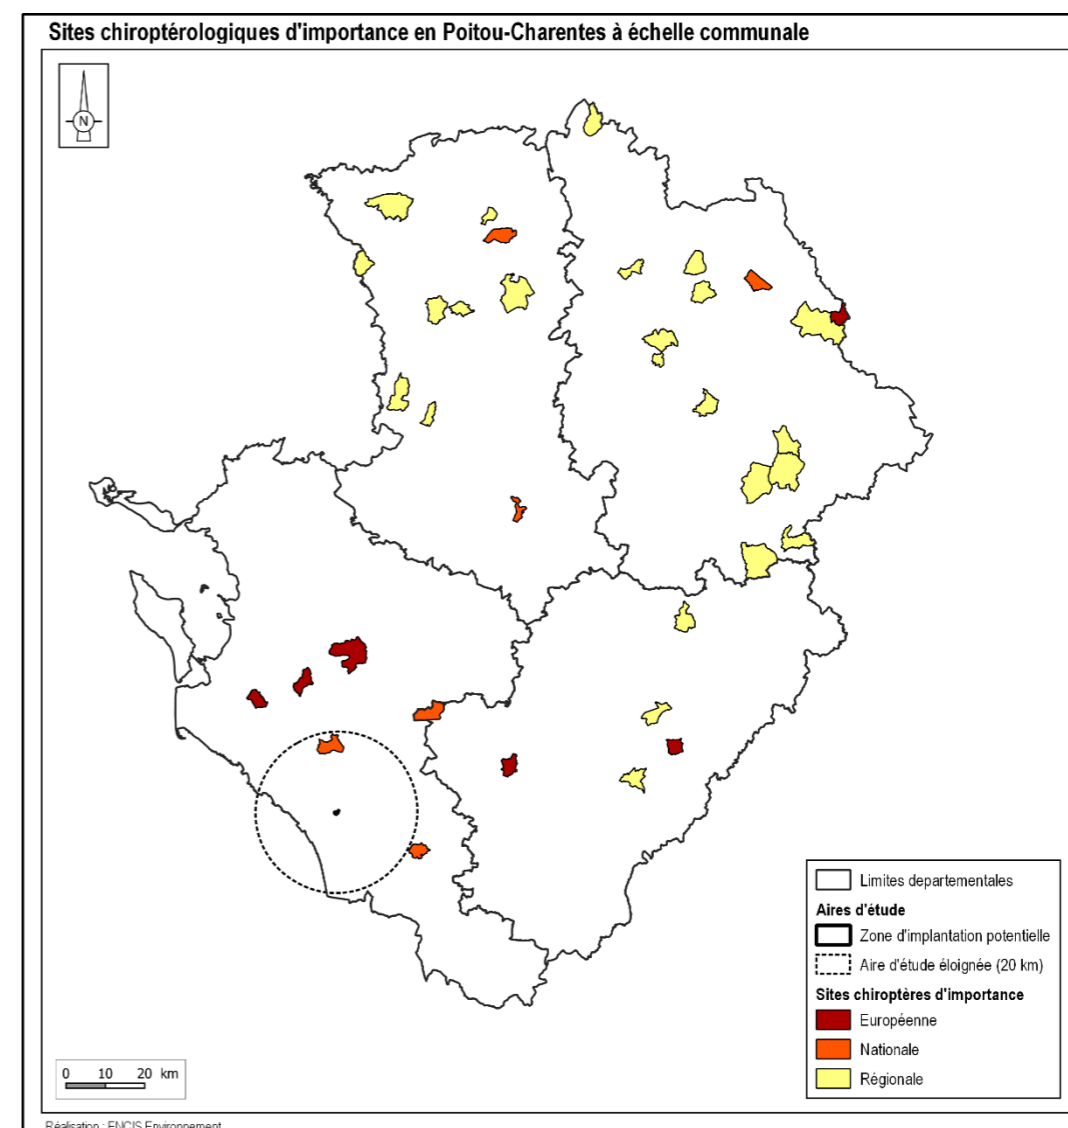 Sites chiroptérologiques d'importance en Poitou-Charentes à échelle communale
N
Limites departementales
Aires d'étude
Zone d'implantation potentielle
Aire d'étude éloignée (20 km)
Sites chiroptères d'importance
Européenne
Nationale
Régionale
0 10 20 km
Réalisation : ENCIS Environnement